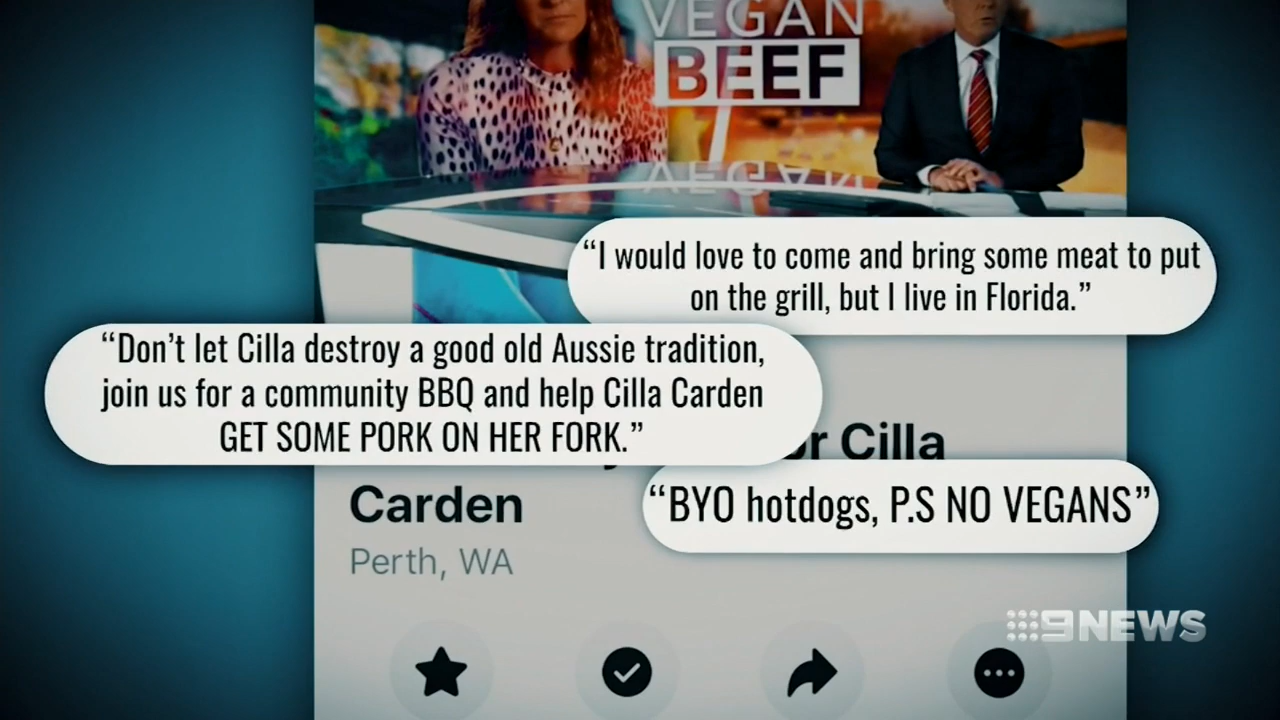 VEGAN
BEEF
VEGAN
“I would love to come and bring some meat to put
on the grill, but I live in Florida.”
“Don’t let Cilla destroy a good old Aussie tradition,
join us for a community BBQ and help Cilla Carden
GET SOME PORK ON HER FORK.”
r Cilla
Carden
“BYO hotdogs, P.S NO VEGANS”
Perth, WA
9NEWS